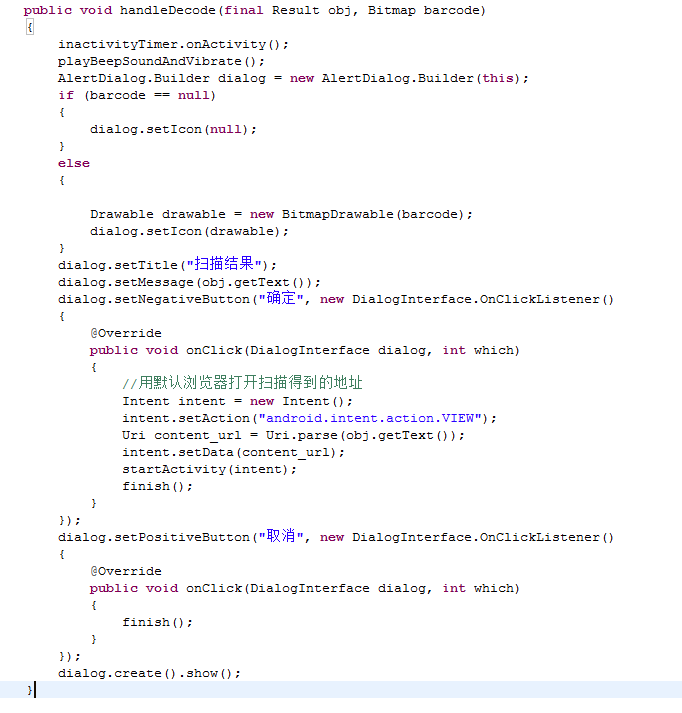 public void handleDecode(final Result obj, Bitmap barcode)
{
inactivityTimer.onActivity();
playBeepSoundAndVibrate();
AlertDialog.Builder dialog = new AlertDialog.Builder(this);
if (barcode == null)
{
dialog.setIcon(null);
}
else
{
Drawable drawable = new BitmapDrawable(barcode);
dialog.setIcon(drawable);
}
dialog.setTitle("扫描结果");
dialog.setMessage(obj.getText());
dialog.setNegativeButton("确定", new DialogInterface.OnClickListener()
{
@Override
public void onClick(DialogInterface dialog, int which)
{
//用默认浏览器打开扫描得到的地址
Intent intent = new Intent();
intent.setAction("android.intent.action.VIEW");
Uri content_url = Uri.parse(obj.getText());
intent.setData(content_url);
startActivity(intent);
finish();
}
});
dialog.setPositiveButton("取消", new DialogInterface.OnClickListener()
{
@Override
public void onClick(DialogInterface dialog, int which)
{
finish();
}
});
dialog.create().show();
}